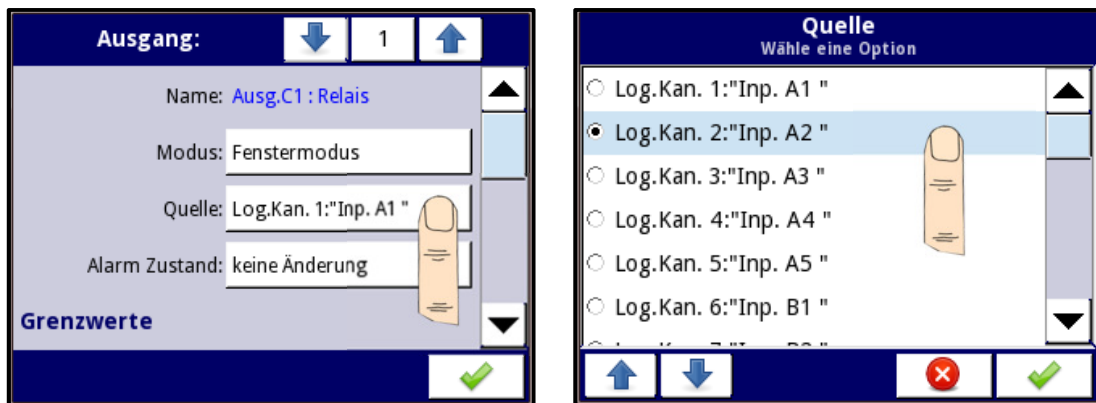 Ausgang:
1
Name: Ausg.C1 : Relais
Modus: Fenstermodus
Quelle: Log.Kan. 1:"Inp. A1 "
Alarm Zustand: keine Änderung
Grenzwerte
Quelle
Wähle eine Option
Log.Kan. 1:"Inp. A1 "
Log.Kan. 2:"Inp. A2 "
Log.Kan. 3:"Inp. A3 "
Log.Kan. 4:"Inp. A4 "
Log.Kan. 5:"Inp. A5 "
Log.Kan. 6:"Inp. B1 "